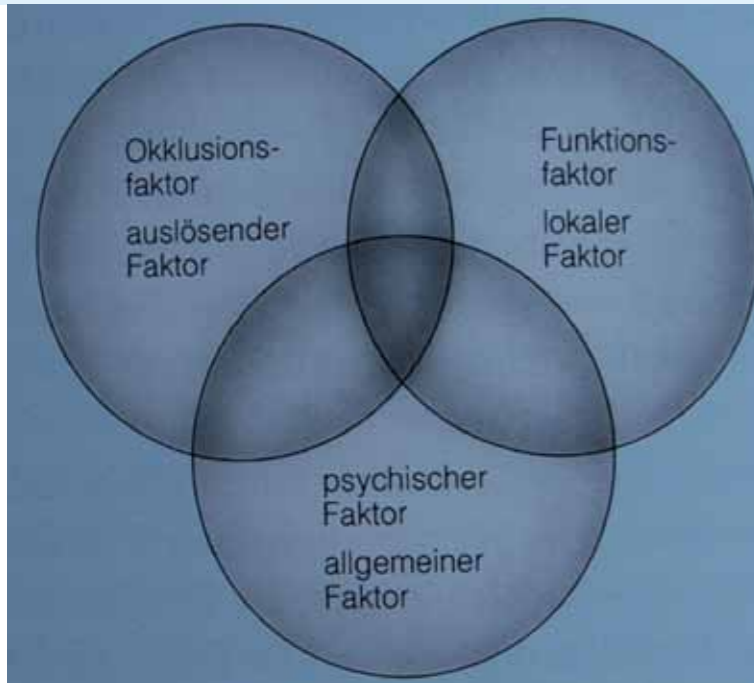 Okklusions-
faktor
auslösender
Faktor
Funktions-
faktor
lokaler
Faktor
psychischer
Faktor
allgemeiner
Faktor